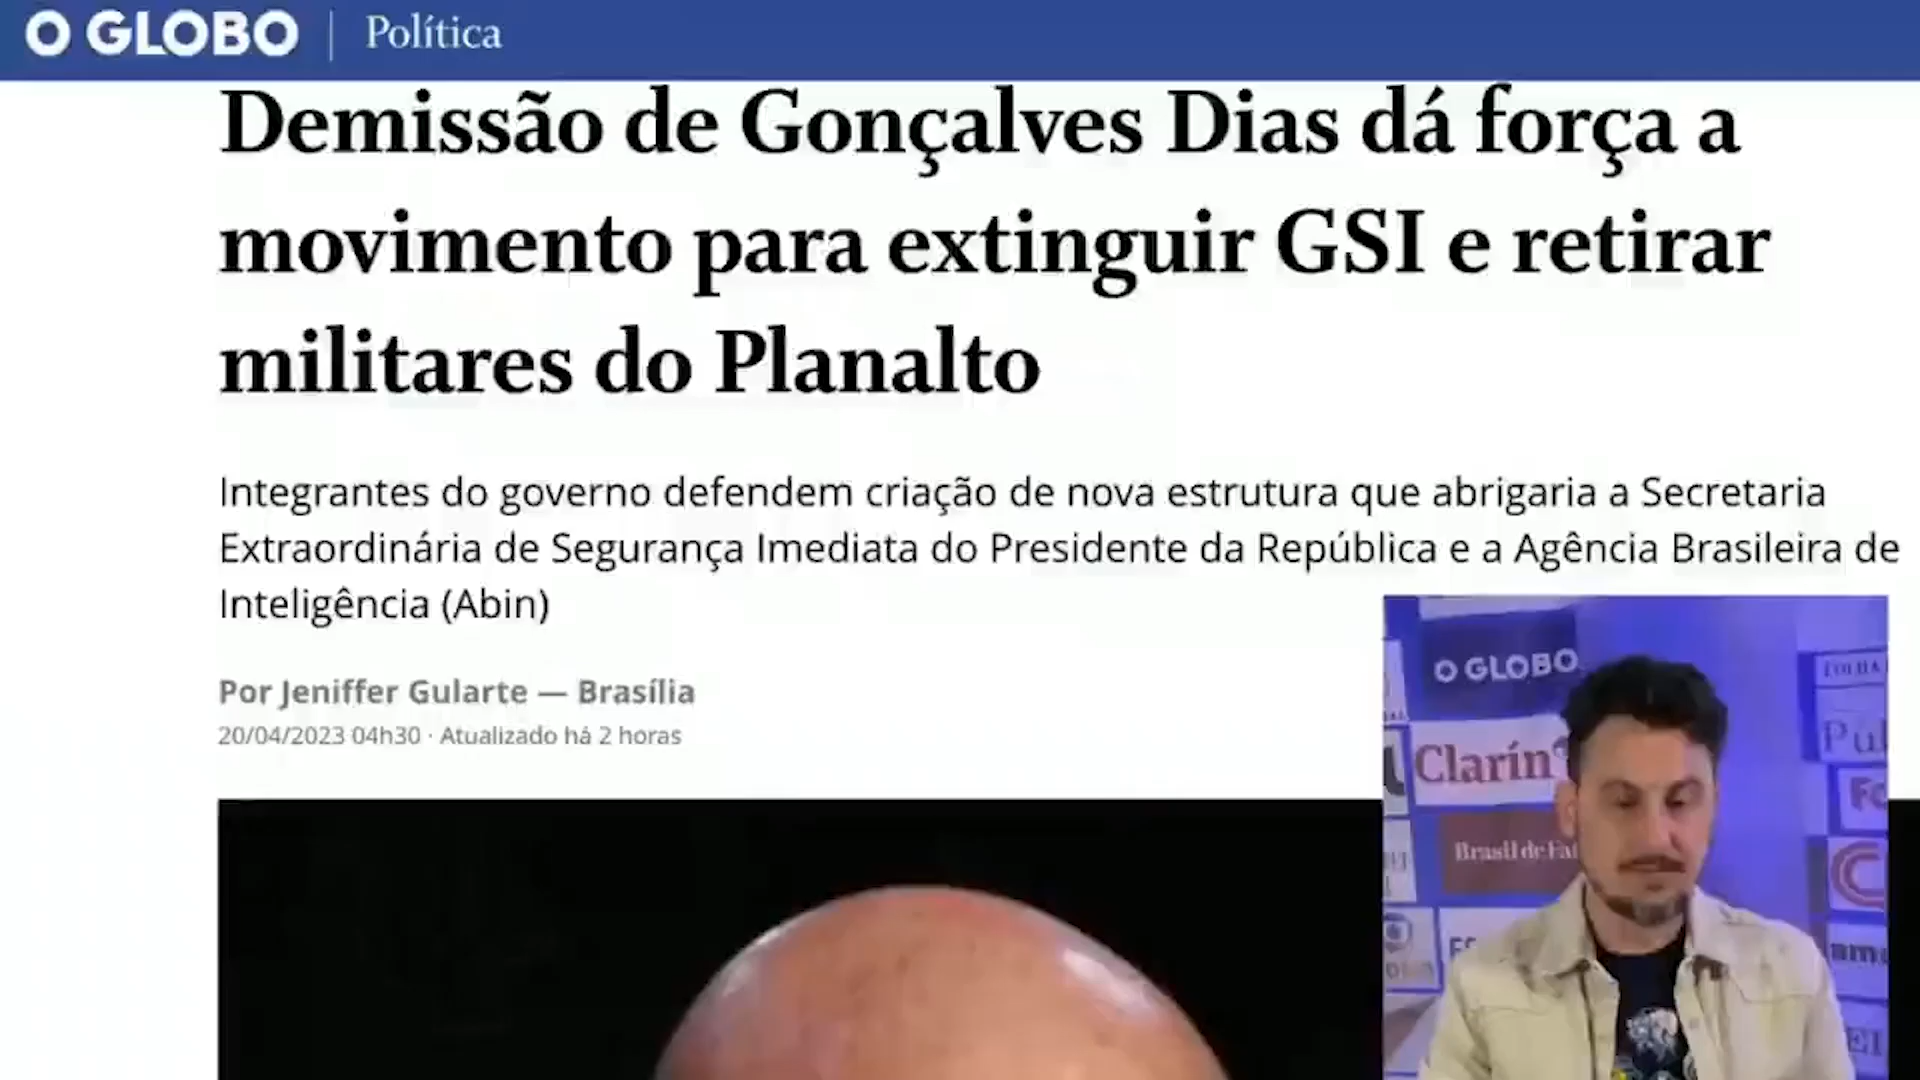 O GLOBO | Política
Demissão de Gonçalves Dias dá força a
movimento para extinguir GSI e retirar
militares do Planalto
Integrantes do governo defendem criação de nova estrutura que abrigaria a Secretaria
Extraordinária de Segurança Imediata do Presidente da República e a Agência Brasileira de
Inteligência (Abin)
Por Jeniffer Gularte — Brasília
20/04/2023 04h30 · Atualizado há 2 horas
O GLOBO
Clarín
Brasil de